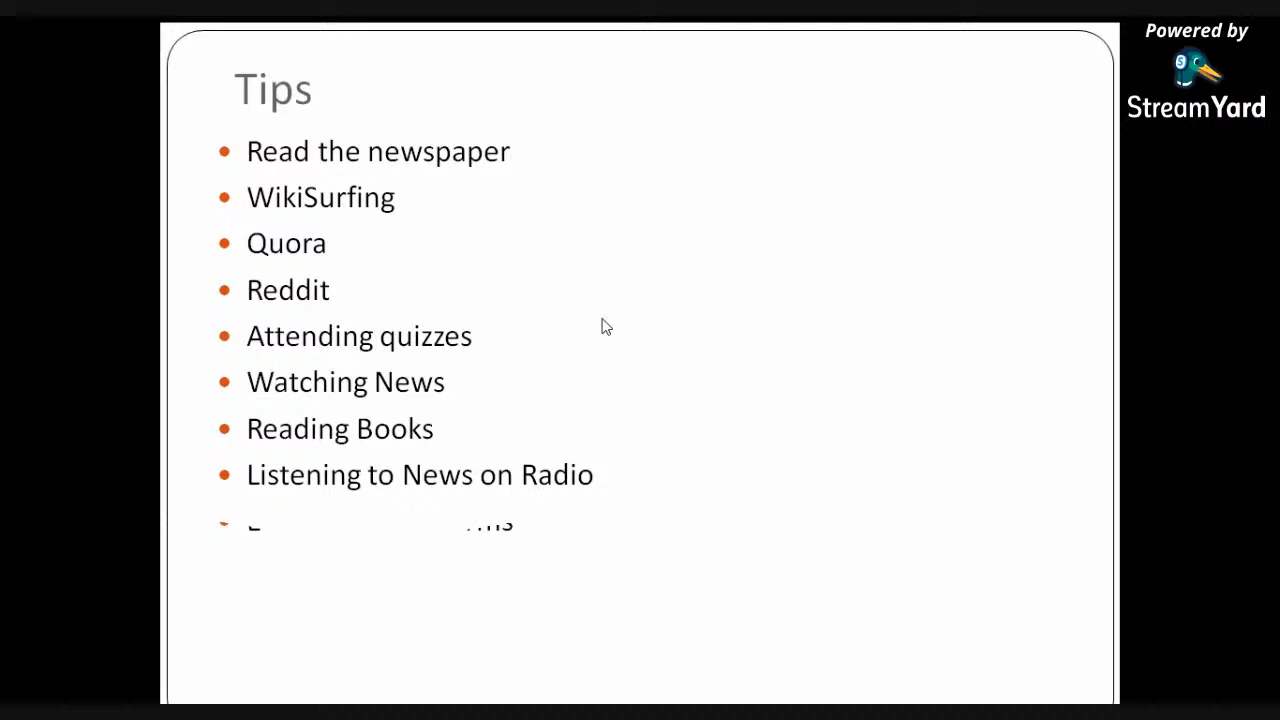 Powered by
StreamYard
Tips
• Read the newspaper
• WikiSurfing
• Quora
• Reddit
• Attending quizzes
• Watching News
• Reading Books
• Listening to News on Radio